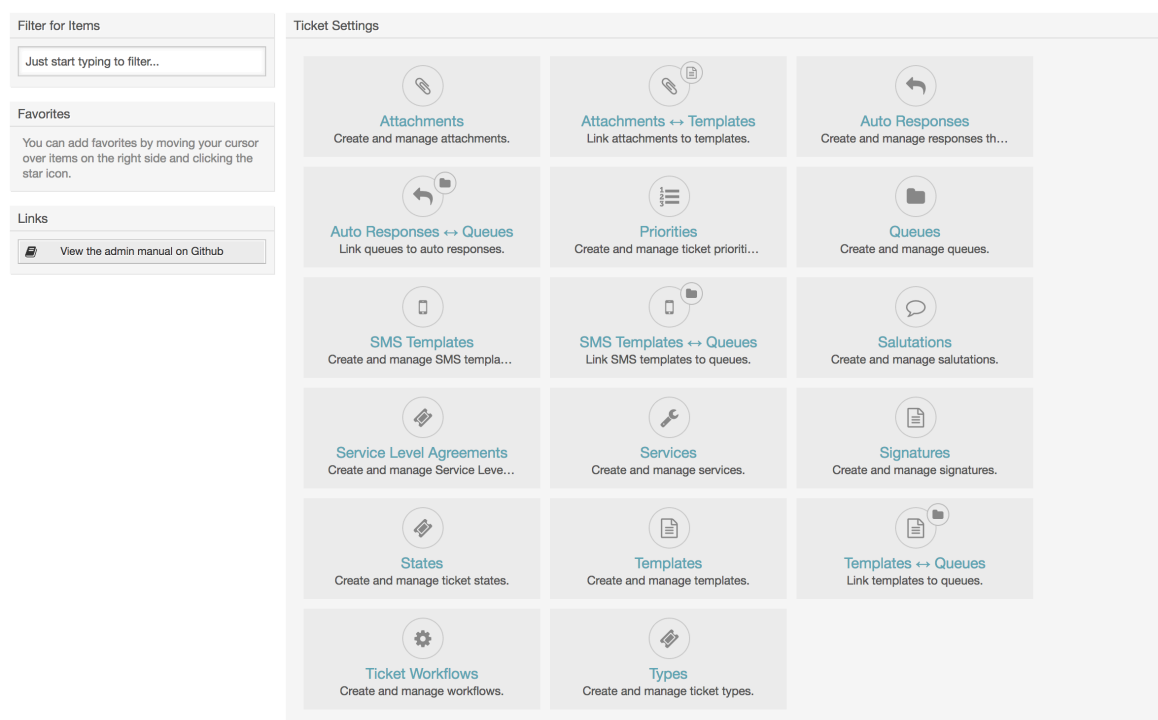 Filter for Items
Just start typing to filter...
Favorites
You can add favorites by moving your cursor
over items on the right side and clicking the
star icon.
Links
View the admin manual on Github
Ticket Settings
Attachments
Create and manage attachments.
Attachments ↔ Templates
Link attachments to templates.
Auto Responses
Create and manage responses th…
Auto Responses ↔ Queues
Link queues to auto responses.
Priorities
Create and manage ticket prioriti…
Queues
Create and manage queues.
SMS Templates
Create and manage SMS templa…
SMS Templates ↔ Queues
Link SMS templates to queues.
Salutations
Create and manage salutations.
Service Level Agreements
Create and manage Service Leve…
Services
Create and manage services.
Signatures
Create and manage signatures.
States
Create and manage ticket states.
Templates
Create and manage templates.
Templates ↔ Queues
Link templates to queues.
Ticket Workflows
Create and manage workflows.
Types
Create and manage ticket types.